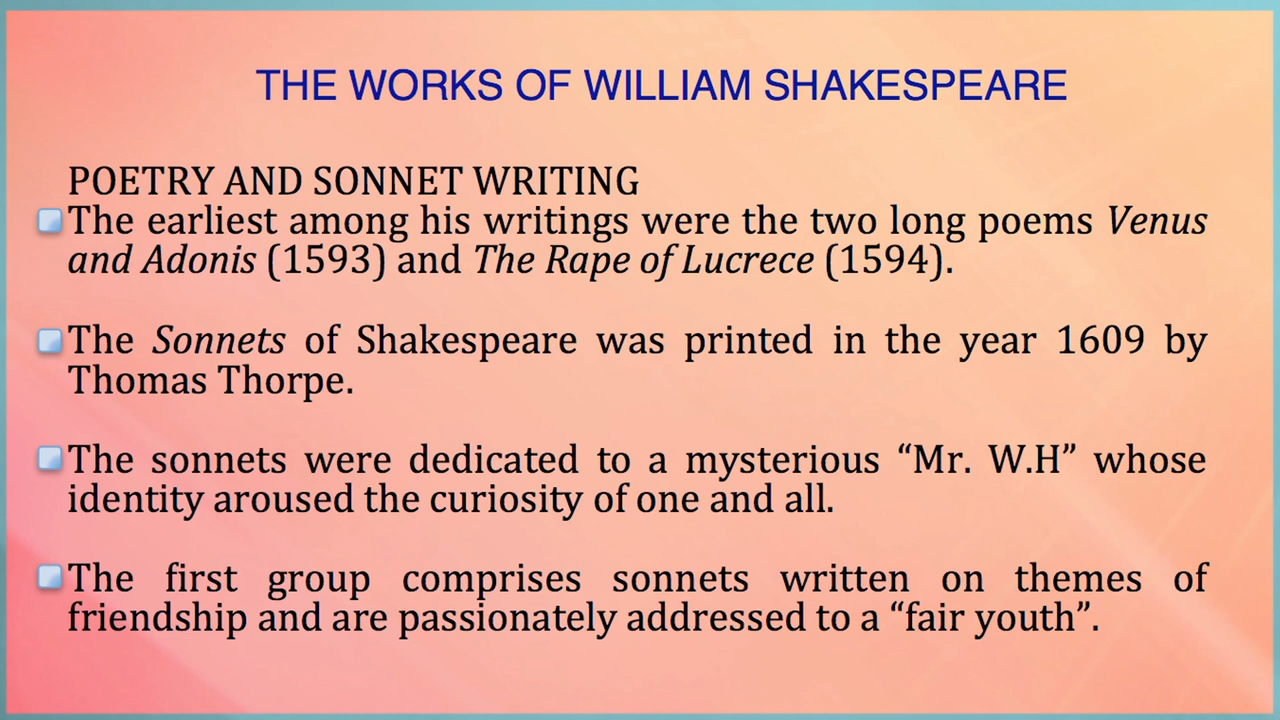 THE WORKS OF WILLIAM SHAKESPEARE
POETRY AND SONNET WRITING
The earliest among his writings were the two long poems Venus
and Adonis (1593) and The Rape of Lucrece (1594).
The Sonnets of Shakespeare was printed in the year 1609 by
Thomas Thorpe.
The sonnets were dedicated to a mysterious “Mr. W.H” whose
identity aroused the curiosity of one and all.
The first group comprises sonnets written on themes of
friendship and are passionately addressed to a “fair youth”.